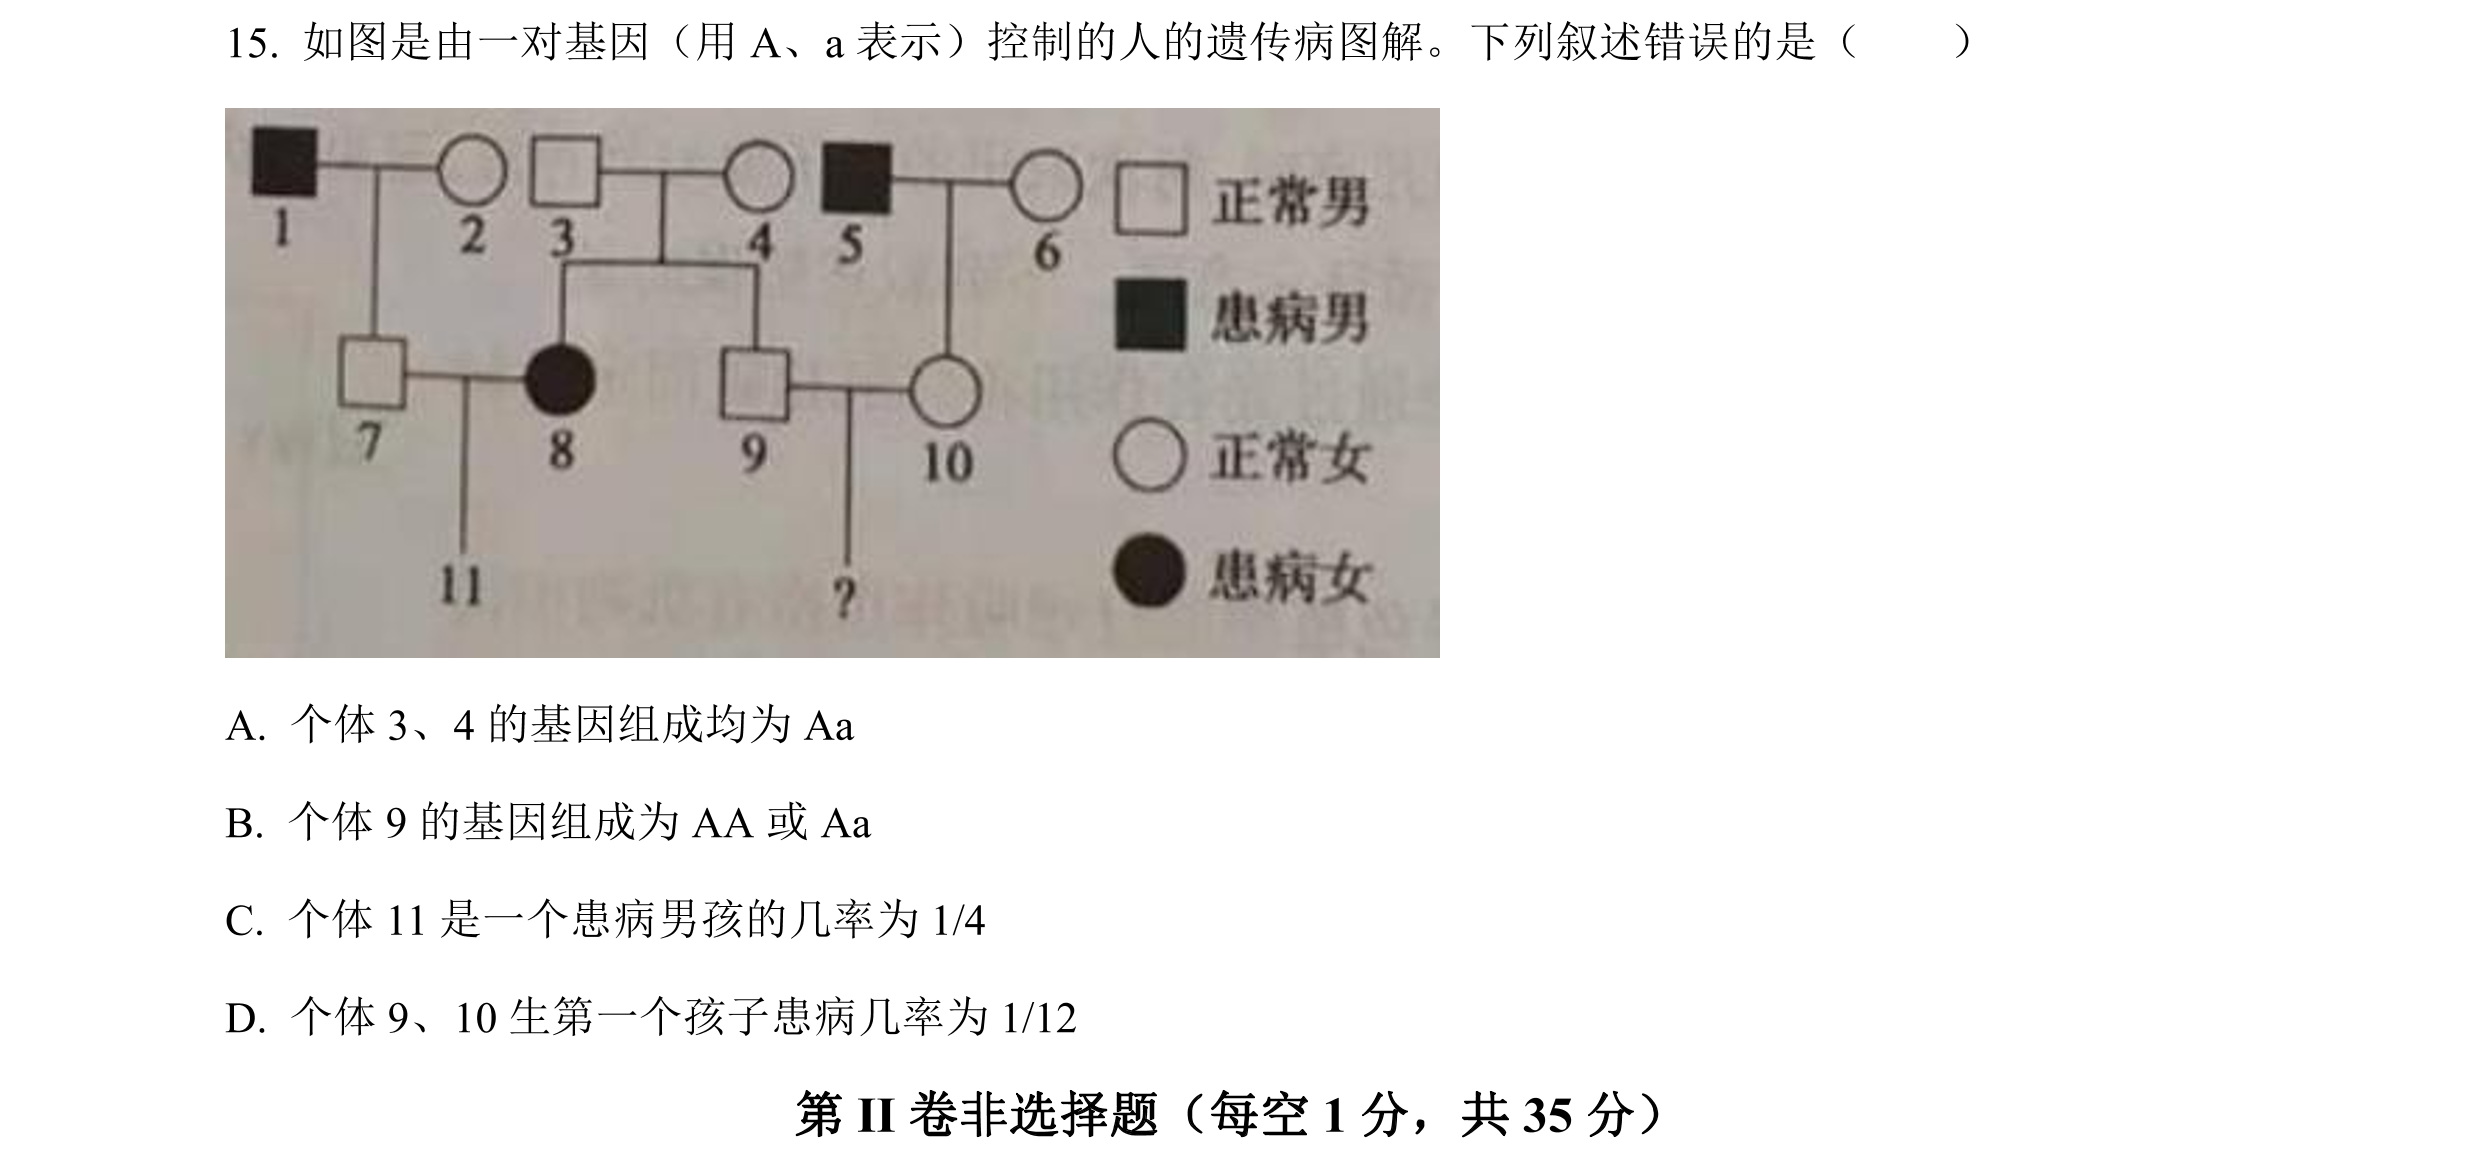 15. 如图是由一对基因（用 A、a 表示）控制的人的遗传病图解。下列叙述错误的是（　　）
1 2 3 4 5 6 正常男
患病男
7 8 9 10 正常女
11 ? 患病女
A. 个体 3、4 的基因组成均为 Aa
B. 个体 9 的基因组成为 AA 或 Aa
C. 个体 11 是一个患病男孩的几率为 1/4
D. 个体 9、10 生第一个孩子患病几率为 1/12
第 II 卷非选择题（每空 1 分，共 35 分）